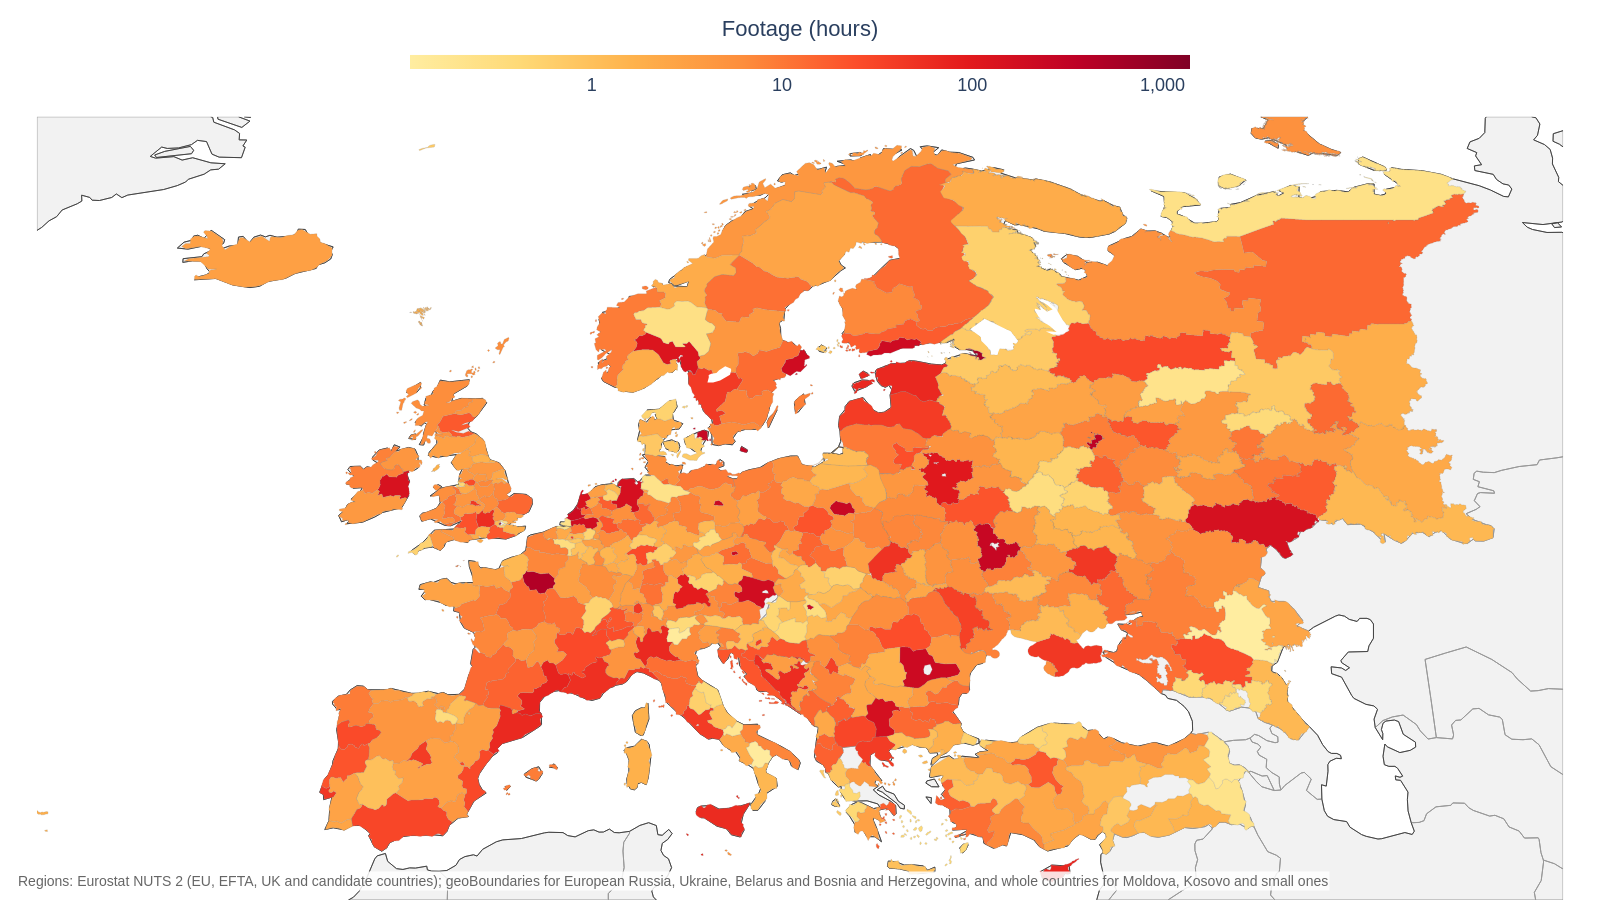 Footage (hours)
1 10 100 1,000
Regions: Eurostat NUTS 2 (EU, EFTA, UK and candidate countries); geoBoundaries for European Russia, Ukraine, Belarus and Bosnia and Herzegovina, and whole countries for Moldova, Kosovo and small ones